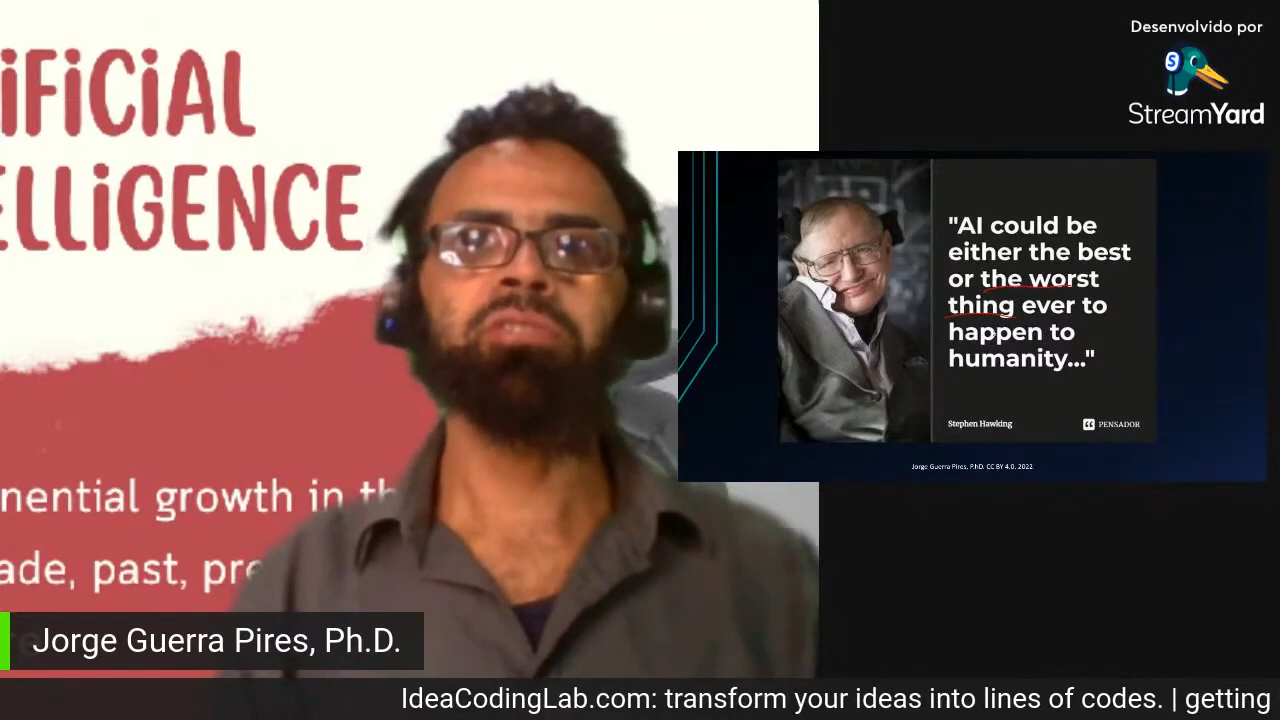 iFiCiAL
ELLiGENCE
nential growth in th
ade, past, pre
Jorge Guerra Pires, Ph.D.
Desenvolvido por
S
StreamYard
"AI could be
either the best
or the worst
thing ever to
happen to
humanity..."
Stephen Hawking
PENSADOR
Jorge Guerra Pires, P.hD. CC BY 4.0. 2022
IdeaCodingLab.com: transform your ideas into lines of codes. | getting